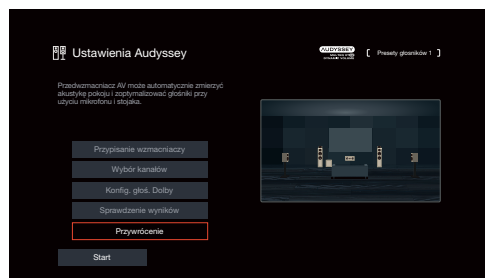 Ustawienia Audyssey
AUDYSSEY
Presety głosników 1
Przedwzmacniacz AV może automatycznie zmierzyć
akustykę pokoju i zoptymalizować głośniki przy
użyciu mikrofonu i stojaka.
Przypisanie wzmacniaczy
Wybór kanałów
Konfig. głoś. Dolby
Sprawdzenie wyników
Przywrócenie
Start